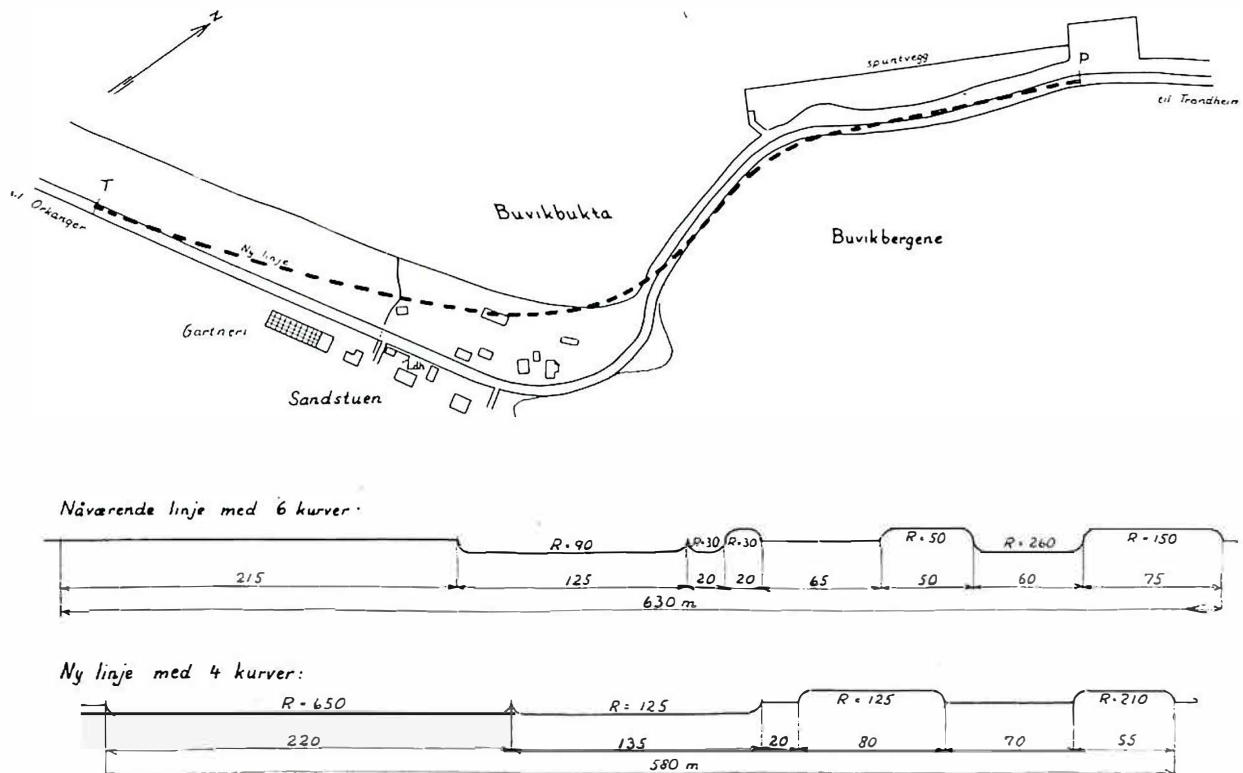 N
spuntvegg
P
til Trondheim
T
Orkanger
Buvikbukta
Ny linje
Buvikbergene
Gartneri
Ldh
Sandstuen
Nåværende linje med 6 kurver.
R=90 R=30 R=30 R=50 R=260 R=150
215 125 20 20 65 50 60 75
630 m
Ny linje med 4 kurver:
R=650 R=125 R=125 R=210
220 135 20 80 70 55
580 m